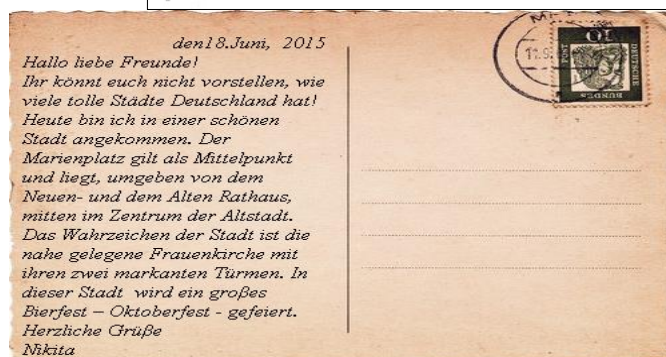 den18.Juni, 2015
Hallo liebe Freunde!
Ihr könnt euch nicht vorstellen, wie
viele tolle Städte Deutschland hat!
Heute bin ich in einer schönen
Stadt angekommen. Der
Marienplatz gilt als Mittelpunkt
und liegt, umgeben von dem
Neuen- und dem Alten Rathaus,
mitten im Zentrum der Altstadt.
Das Wahrzeichen der Stadt ist die
nahe gelegene Frauenkirche mit
ihren zwei markanten Türmen. In
dieser Stadt wird ein großes
Bierfest – Oktoberfest - gefeiert.
Herzliche Grüße
Nikita
10
DEUTSCHE
BUNDES
POST